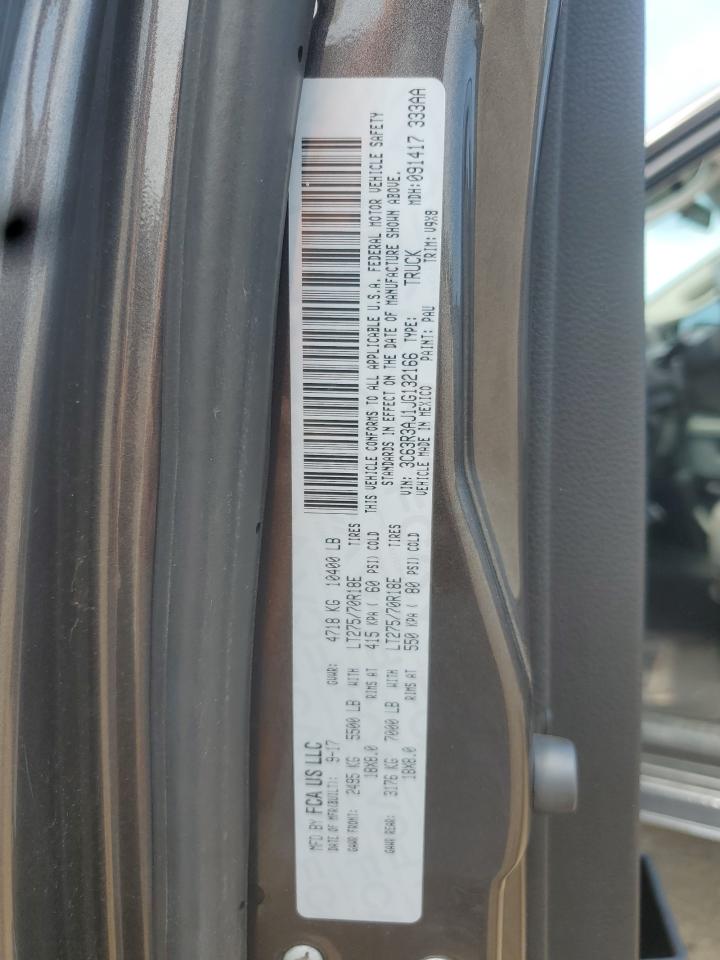 MFD BY FCA US LLC
DATE OF MFR(BUILT): 9-17 GVWR: 4718 KG 10400 LB
GAWR FRONT: 2495 KG 5500 LB WITH LT275/70R18E TIRES
18X8.0 RIMS AT 415 KPA ( 60 PSI) COLD
GAWR REAR: 3176 KG 7000 LB WITH LT275/70R18E TIRES
18X8.0 RIMS AT 550 KPA ( 80 PSI) COLD
THIS VEHICLE CONFORMS TO ALL APPLICABLE U.S.A. FEDERAL MOTOR VEHICLE SAFETY
STANDARDS IN EFFECT ON THE DATE OF MANUFACTURE SHOWN ABOVE.
VIN: 3C63R3AJ1JG132166 TYPE: TRUCK MDH:091417 333AA
VEHICLE MADE IN MEXICO PAINT: PAU TRIM: V9X8